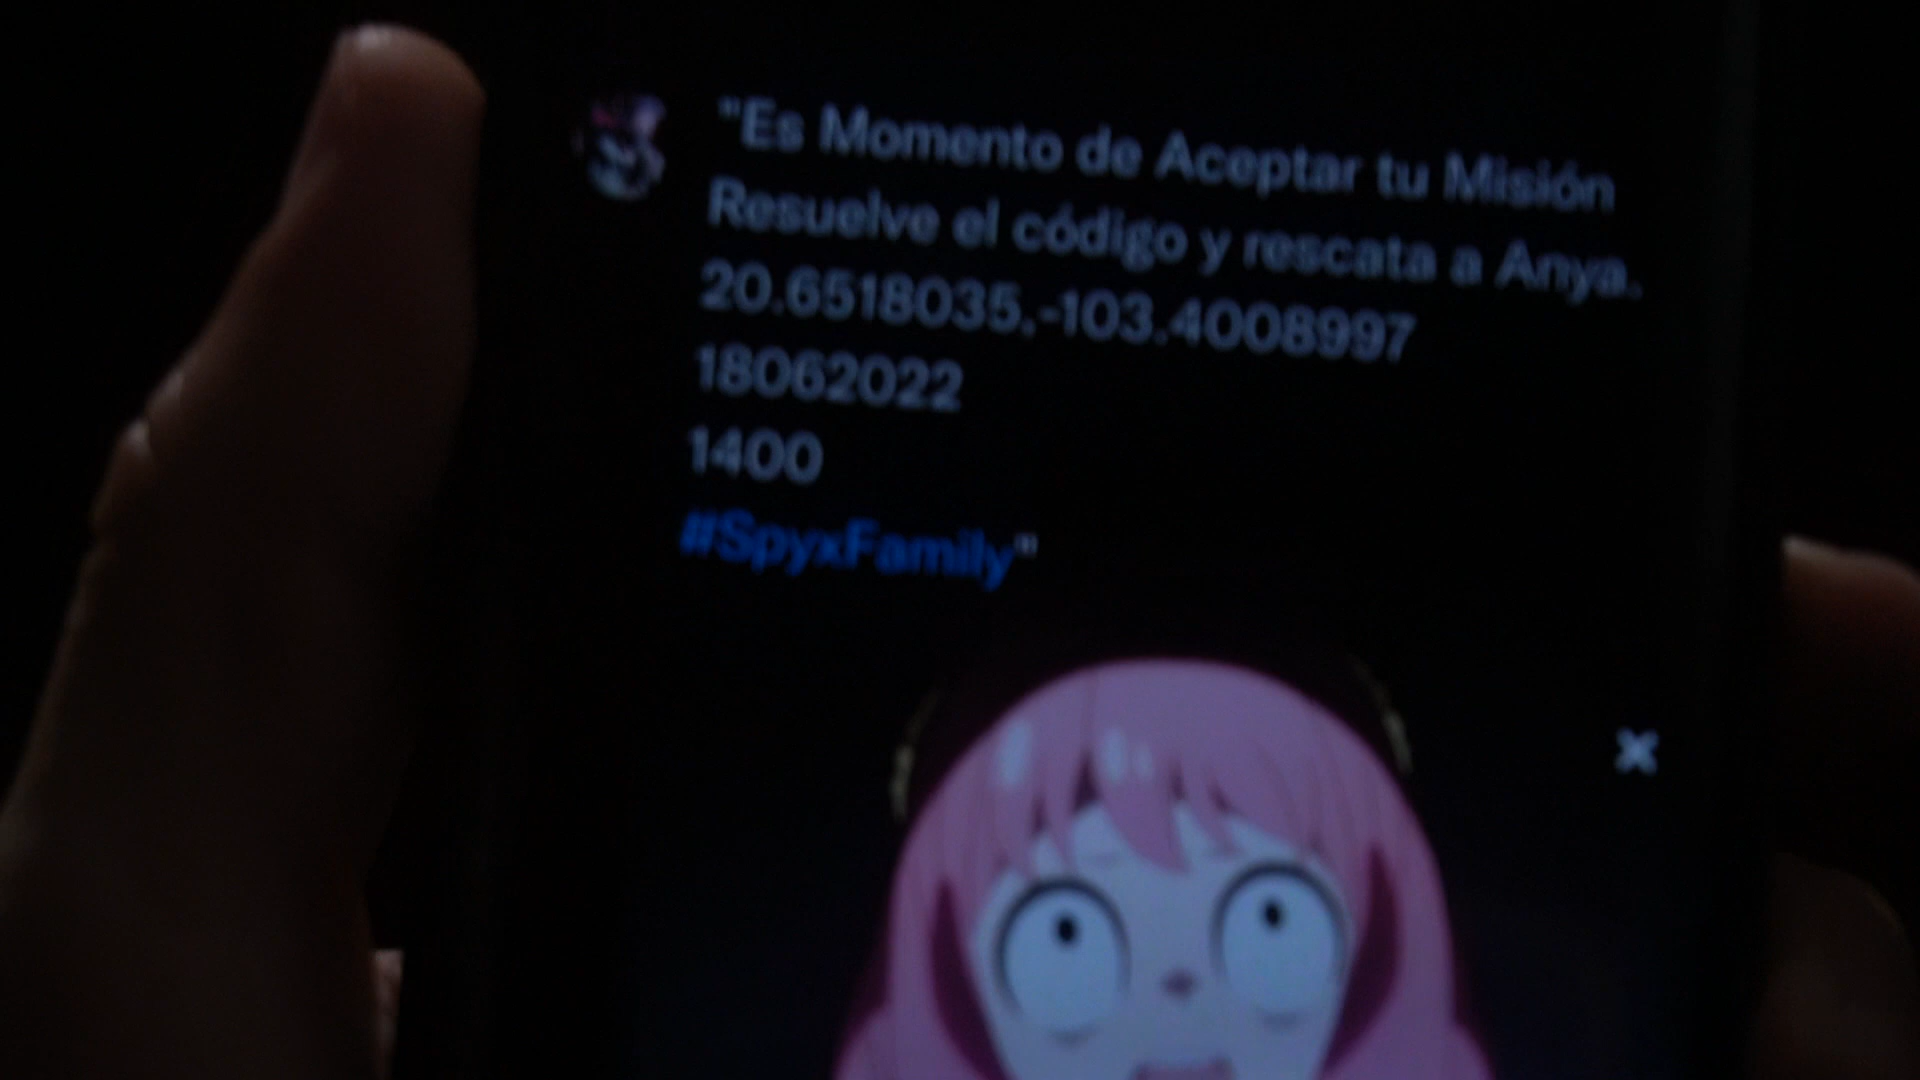 "Es Momento de Aceptar tu Misión
Resuelve el código y rescata a Anya.
20.6518035,-103.4008997
18062022
1400
#SpyxFamily"